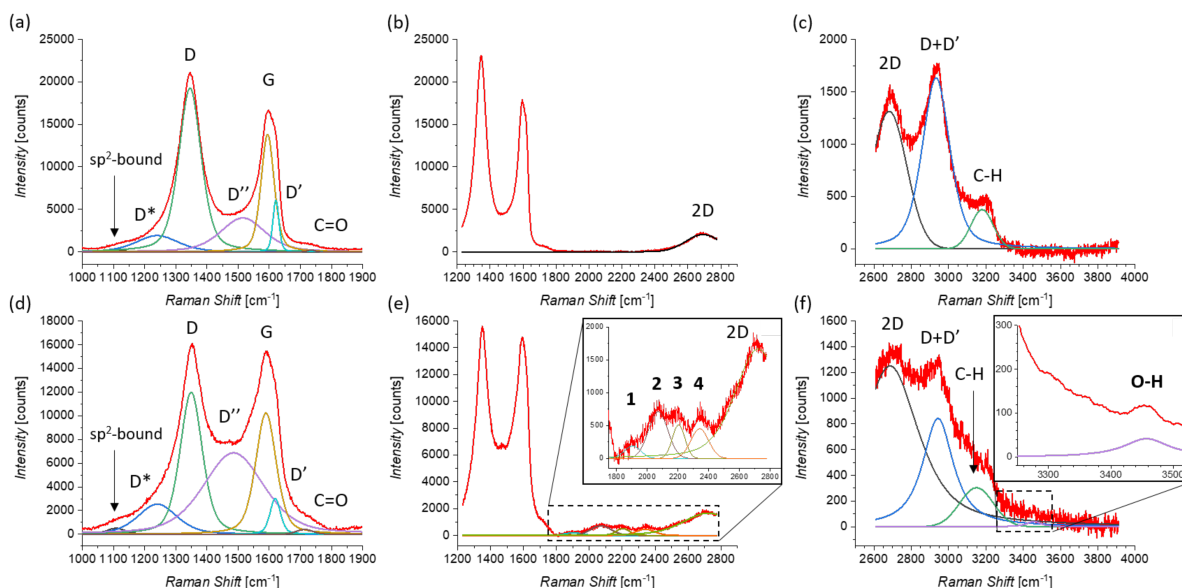 (a)
25000
20000
15000
10000
5000
0
Intensity [counts]
D
G
sp²-bound
D*
D''
D'
C=O
1000 1100 1200 1300 1400 1500 1600 1700 1800 1900
Raman Shift [cm⁻¹]
(b)
25000
20000
15000
10000
5000
0
Intensity [counts]
2D
1200 1400 1600 1800 2000 2200 2400 2600 2800
Raman Shift [cm⁻¹]
(c)
2000
1500
1000
500
0
Intensity [counts]
2D
D+D'
C-H
2600 2800 3000 3200 3400 3600 3800 4000
Raman Shift [cm⁻¹]
(d)
18000
16000
14000
12000
10000
8000
6000
4000
2000
0
Intensity [counts]
D
G
sp²-bound
D*
D''
D'
C=O
1000 1100 1200 1300 1400 1500 1600 1700 1800 1900
Raman Shift [cm⁻¹]
(e)
16000
14000
12000
10000
8000
6000
4000
2000
0
Intensity [counts]
2000
1500
1000
500
0
1
2
3
4
2D
1800 2000 2200 2400 2600 2800
1200 1400 1600 1800 2000 2200 2400 2600 2800
Raman Shift [cm⁻¹]
(f)
1600
1400
1200
1000
800
600
400
200
0
Intensity [counts]
2D
D+D'
C-H
300
200
100
0
O-H
3300 3400 3500
2600 2800 3000 3200 3400 3600 3800 4000
Raman Shift [cm⁻¹]